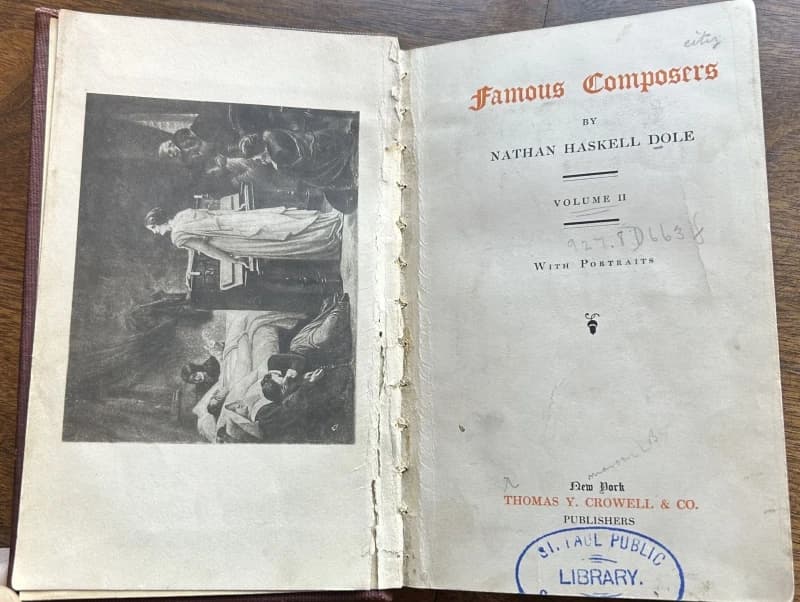 city
Famous Composers
BY
NATHAN HASKELL DOLE
VOLUME II
927.8 D663f
WITH PORTRAITS
New York
THOMAS Y. CROWELL & CO.
PUBLISHERS
ST. PAUL PUBLIC
LIBRARY.